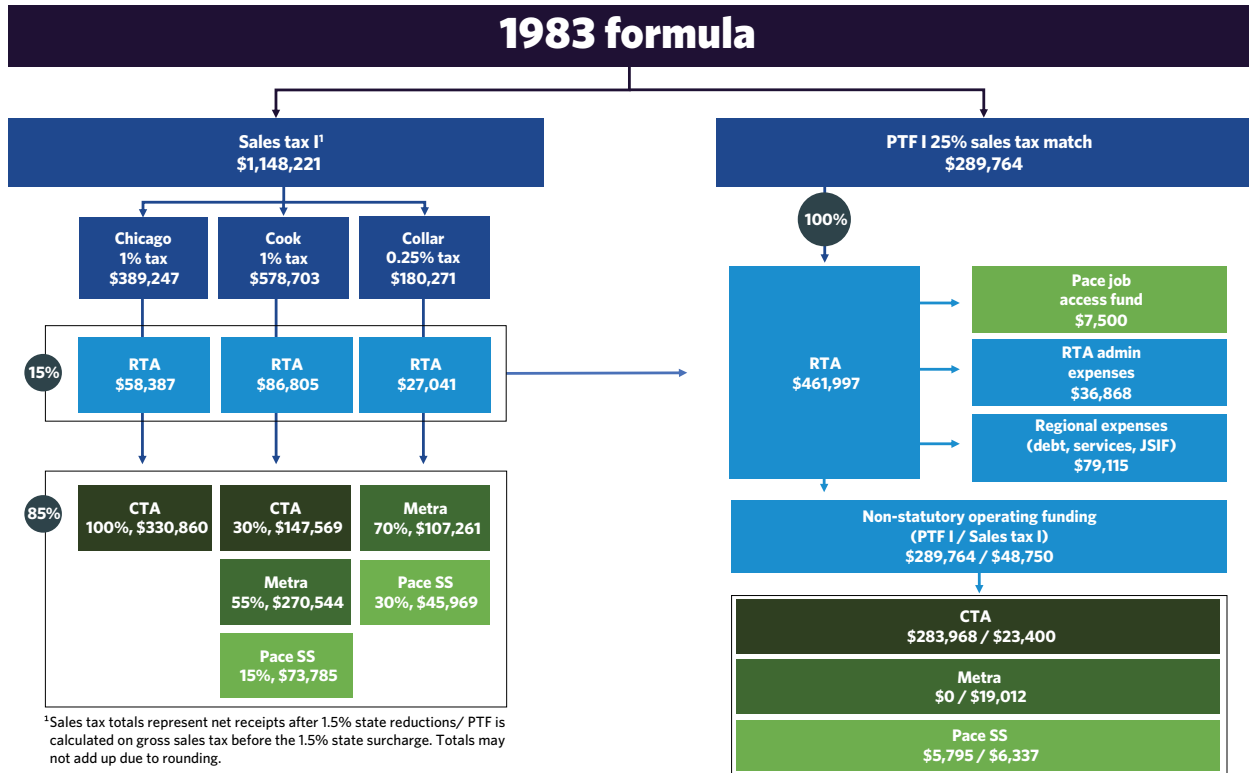 1983 formula
Sales tax I¹
$1,148,221
PTF I 25% sales tax match
$289,764
100%
Chicago
1% tax
$389,247
Cook
1% tax
$578,703
Collar
0.25% tax
$180,271
15%
RTA
$58,387
RTA
$86,805
RTA
$27,041
RTA
$461,997
Pace job
access fund
$7,500
RTA admin
expenses
$36,868
Regional expenses
(debt, services, JSIF)
$79,115
85%
CTA
100%, $330,860
CTA
30%, $147,569
Metra
70%, $107,261
Metra
55%, $270,544
Pace SS
30%, $45,969
Pace SS
15%, $73,785
Non-statutory operating funding
(PTF I / Sales tax I)
$289,764 / $48,750
CTA
$283,968 / $23,400
Metra
$0 / $19,012
Pace SS
$5,795 / $6,337
¹Sales tax totals represent net receipts after 1.5% state reductions/ PTF is
calculated on gross sales tax before the 1.5% state surcharge. Totals may
not add up due to rounding.